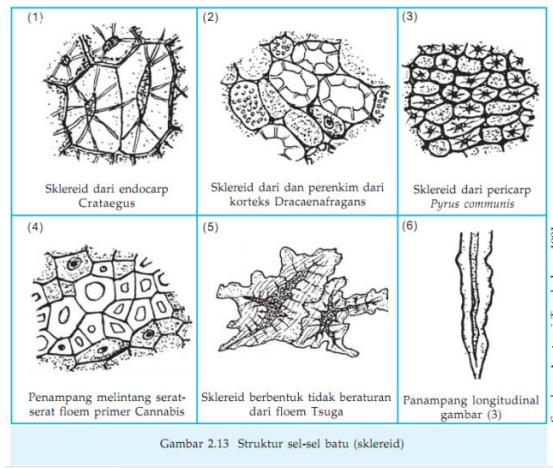 (1)
(2)
(3)
Sklereid dari endocarp
Crataegus
Sklereid dari dan perenkim dari
korteks Dracaenafragans
Sklereid dari pericarp
Pyrus communis
(4)
(5)
(6)
Penampang melintang serat-
serat floem primer Cannabis
Sklereid berbentuk tidak beraturan
dari floem Tsuga
Panampang longitudinal
gambar (3)
Gambar 2.13 Struktur sel-sel batu (sklereid)